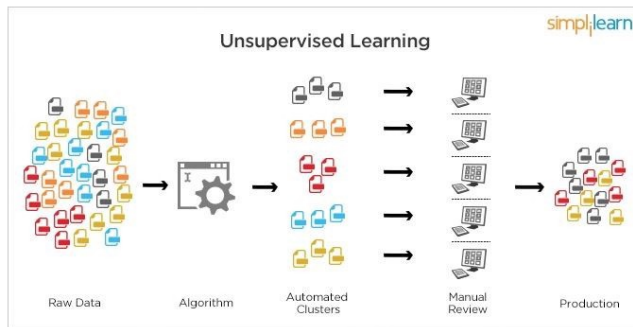 simplilearn
Unsupervised Learning
Raw Data
Algorithm
Automated
Clusters
Manual
Review
Production